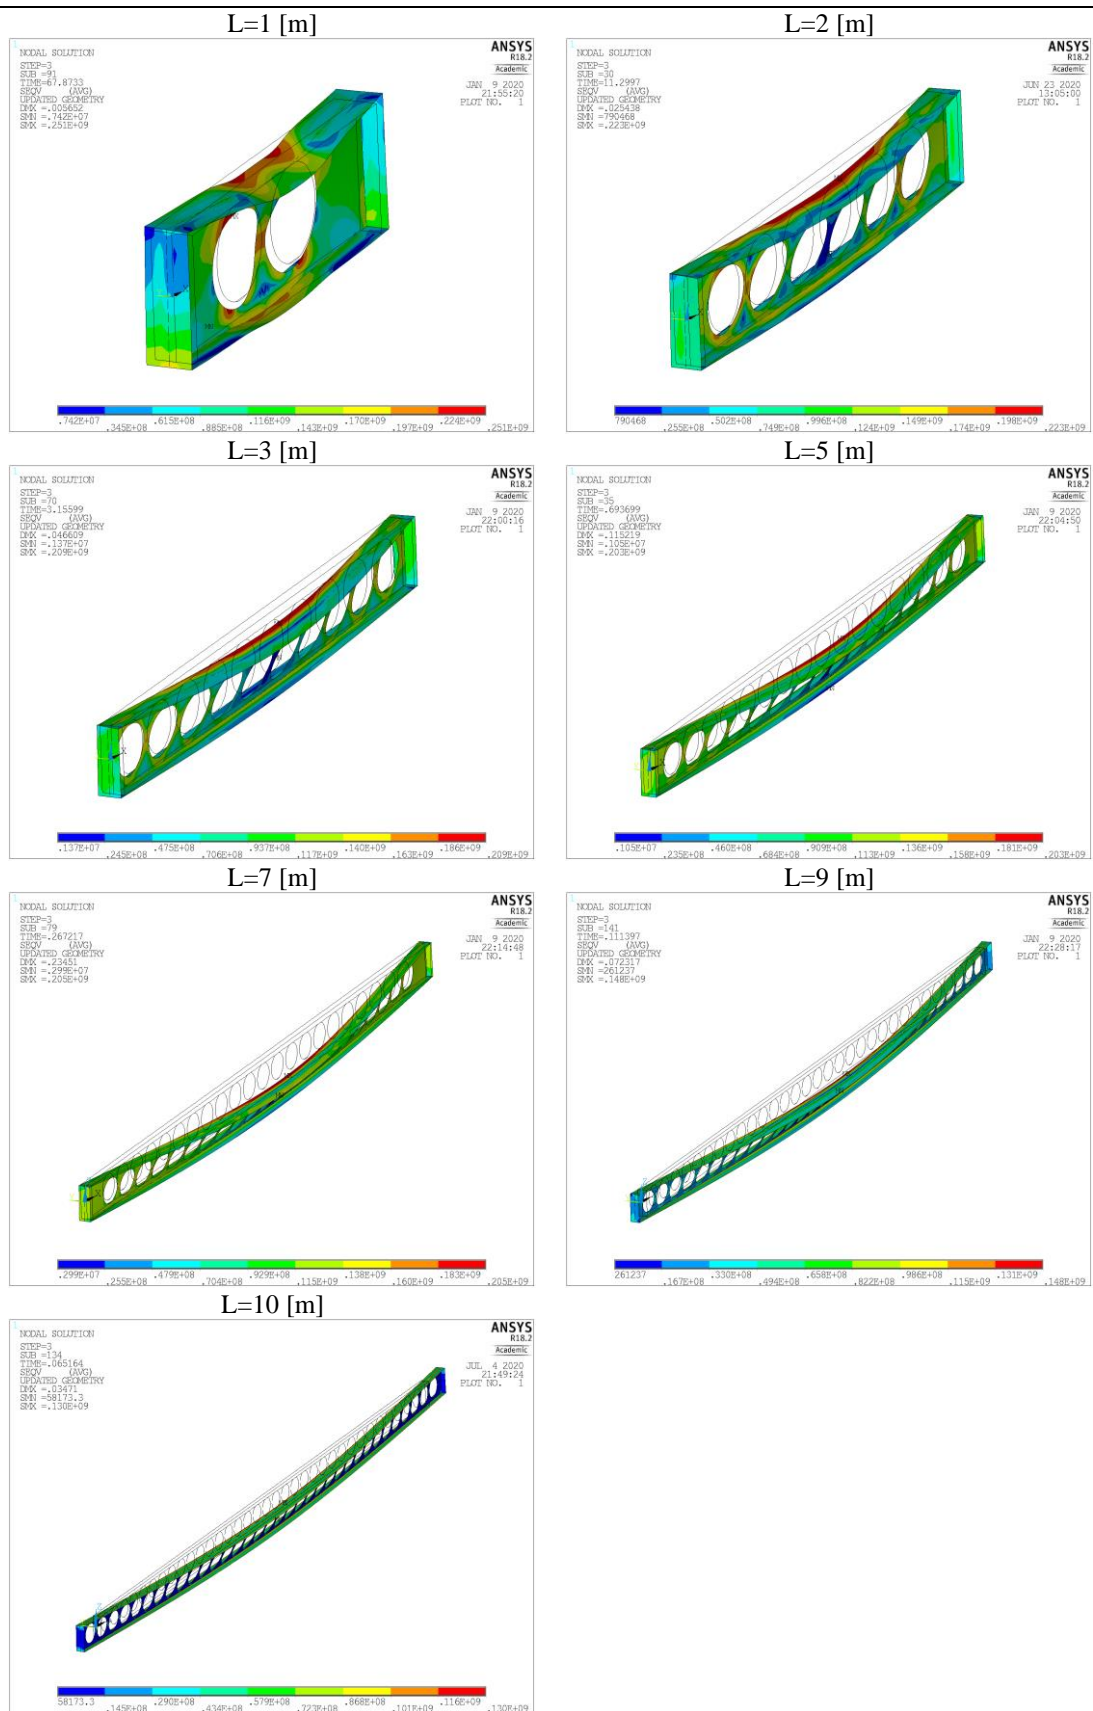 L=1 [m]
1
NODAL SOLUTION
STEP=3
SUB =91
TIME=67.8733
SEQV (AVG)
UPDATED GEOMETRY
DMX =.005652
SMN =.742E+07
SMX =.251E+09
ANSYS
R18.2
Academic
JAN 9 2020
21:55:20
PLOT NO. 1
.742E+07 .615E+08 .116E+09 .170E+09 .224E+09
.345E+08 .885E+08 .143E+09 .197E+09 .251E+09
L=2 [m]
1
NODAL SOLUTION
STEP=3
SUB =30
TIME=11.2997
SEQV (AVG)
UPDATED GEOMETRY
DMX =.025438
SMN =790468
SMX =.223E+09
ANSYS
R18.2
Academic
JUN 23 2020
13:05:00
PLOT NO. 1
790468 .502E+08 .996E+08 .149E+09 .198E+09
.255E+08 .749E+08 .124E+09 .174E+09 .223E+09
L=3 [m]
1
NODAL SOLUTION
STEP=3
SUB =70
TIME=3.15599
SEQV (AVG)
UPDATED GEOMETRY
DMX =.046609
SMN =.137E+07
SMX =.209E+09
ANSYS
R18.2
Academic
JAN 9 2020
22:00:16
PLOT NO. 1
X
.137E+07 .475E+08 .937E+08 .140E+09 .186E+09
.245E+08 .706E+08 .117E+09 .163E+09 .209E+09
L=5 [m]
1
NODAL SOLUTION
STEP=3
SUB =35
TIME=.693699
SEQV (AVG)
UPDATED GEOMETRY
DMX =.115219
SMN =.105E+07
SMX =.203E+09
ANSYS
R18.2
Academic
JAN 9 2020
22:04:50
PLOT NO. 1
.105E+07 .460E+08 .909E+08 .136E+09 .181E+09
.235E+08 .684E+08 .113E+09 .158E+09 .203E+09
L=7 [m]
1
NODAL SOLUTION
STEP=3
SUB =79
TIME=.267217
SEQV (AVG)
UPDATED GEOMETRY
DMX =.23451
SMN =.299E+07
SMX =.205E+09
ANSYS
R18.2
Academic
JAN 9 2020
22:14:48
PLOT NO. 1
.299E+07 .479E+08 .929E+08 .138E+09 .183E+09
.255E+08 .704E+08 .115E+09 .160E+09 .205E+09
L=9 [m]
1
NODAL SOLUTION
STEP=3
SUB =141
TIME=.111397
SEQV (AVG)
UPDATED GEOMETRY
DMX =.072317
SMN =261237
SMX =.148E+09
ANSYS
R18.2
Academic
JAN 9 2020
22:28:17
PLOT NO. 1
261237 .330E+08 .658E+08 .986E+08 .131E+09
.167E+08 .494E+08 .822E+08 .115E+09 .148E+09
L=10 [m]
1
NODAL SOLUTION
STEP=3
SUB =134
TIME=.065164
SEQV (AVG)
UPDATED GEOMETRY
DMX =.03471
SMN =58173.3
SMX =.130E+09
ANSYS
R18.2
Academic
JUL 4 2020
21:49:24
PLOT NO. 1
58173.3 .290E+08 .579E+08 .868E+08 .116E+09
.145E+08 .434E+08 .723E+08 .101E+09 .130E+09